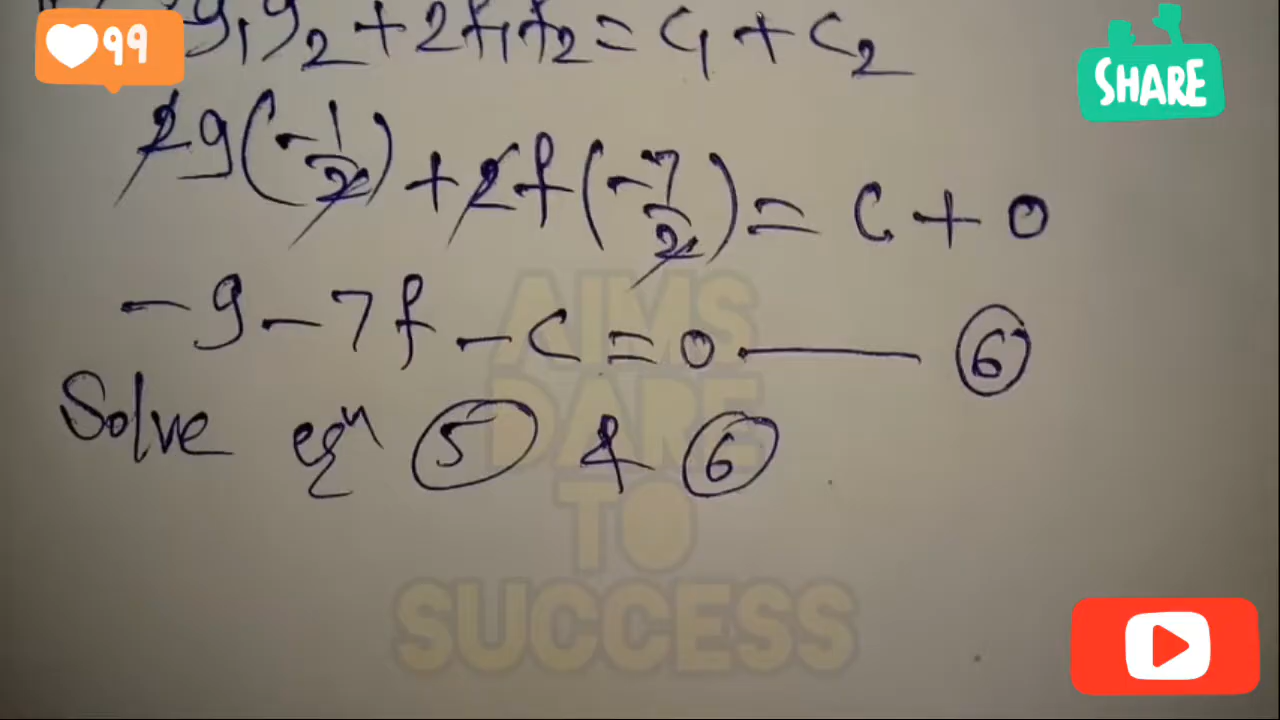 99
g₁g₂ + 2f₁f₂ = c₁ + c₂
SHARE
2g(-1/2) + 2f(-7/2) = c + 0
-g - 7f - c = 0 —— ⑥
Solve eqⁿ ⑤ & ⑥
AIMS
DARE
TO
SUCCESS